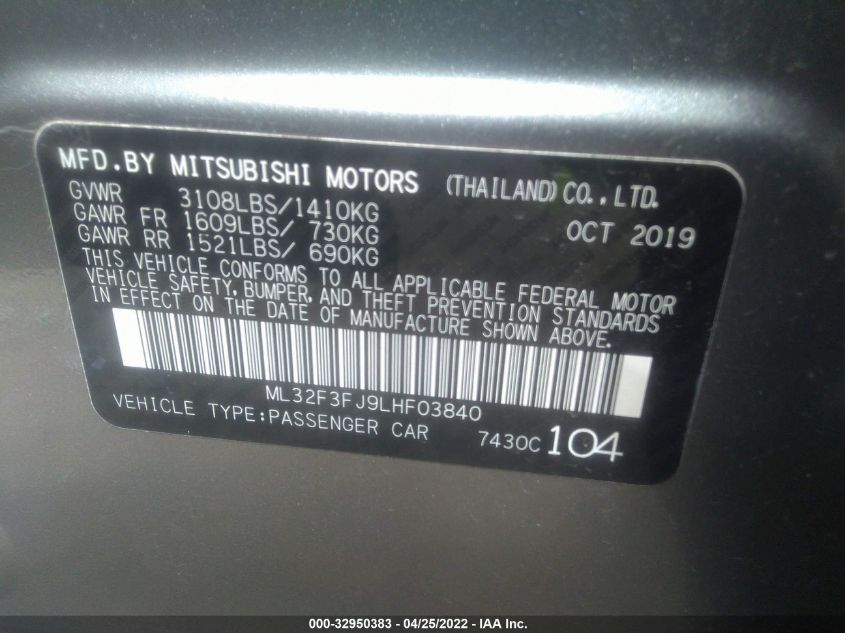 MFD.BY MITSUBISHI MOTORS (THAILAND) CO., LTD.
GVWR 3108LBS/1410KG
GAWR FR 1609LBS/ 730KG OCT 2019
GAWR RR 1521LBS/ 690KG
THIS VEHICLE CONFORMS TO ALL APPLICABLE FEDERAL MOTOR
VEHICLE SAFETY, BUMPER, AND THEFT PREVENTION STANDARDS
IN EFFECT ON THE DATE OF MANUFACTURE SHOWN ABOVE.
ML32F3FJ9LHF03840
VEHICLE TYPE:PASSENGER CAR 7430C 104
000-32950383 - 04/25/2022 - IAA Inc.